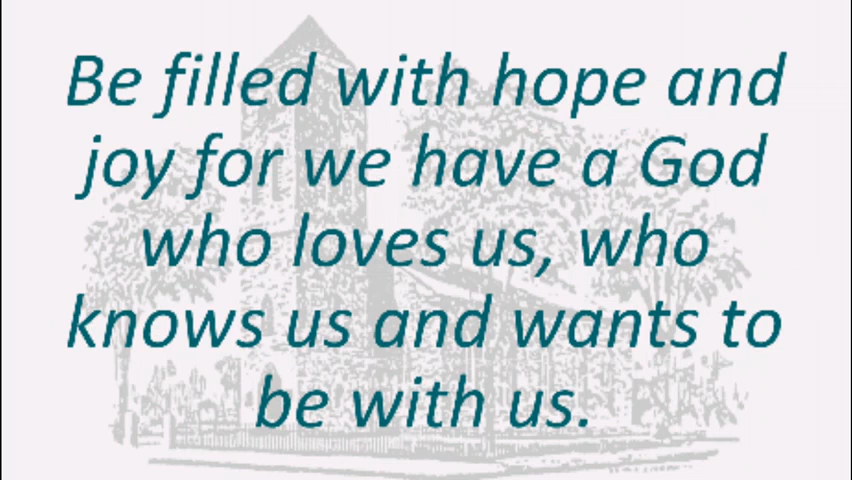 Be filled with hope and
joy for we have a God
who loves us, who
knows us and wants to
be with us.